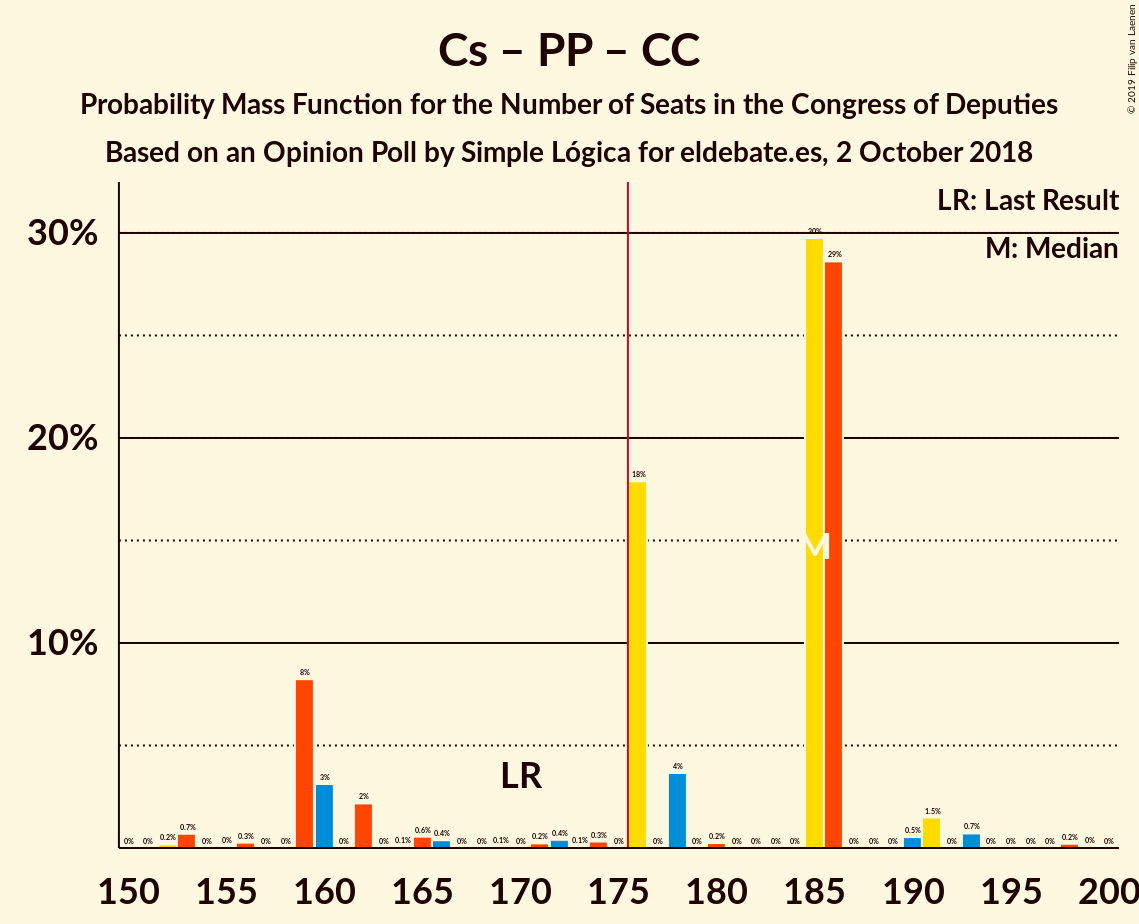 Cs – PP – CC
Probability Mass Function for the Number of Seats in the Congress of Deputies
Based on an Opinion Poll by Simple Lógica for eldebate.es, 2 October 2018
© 2019 Filip van Laenen
LR: Last Result
M: Median
30%
20%
10%
0% 0% 0.2% 0.7% 0% 0% 0.3% 0% 0% 8% 3% 0% 2% 0% 0.1% 0.6% 0.4% 0% 0% 0.1% 0% 0.2% 0.4% 0.1% 0.3% 0% 18% 0% 4% 0% 0.2% 0% 0% 0% 0% 30% 29% 0% 0% 0% 0.5% 1.5% 0% 0.7% 0% 0% 0% 0% 0.2% 0% 0%
LR
M
150 155 160 165 170 175 180 185 190 195 200